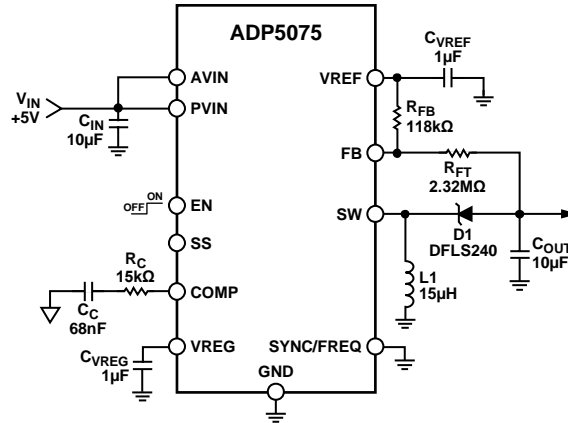 ADP5075
AVIN
PVIN
EN
SS
COMP
VREG
VREF
FB
SW
SYNC/FREQ
GND
VIN
+5V
CIN
10µF
OFF
ON
RC
15kΩ
CC
68nF
CVREG
1µF
CVREF
1µF
RFB
118kΩ
RFT
2.32MΩ
D1
DFLS240
L1
15µH
COUT
10µF